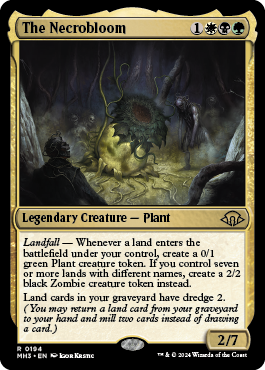 The Necrobloom 1
Legendary Creature — Plant
Landfall — Whenever a land enters the
battlefield under your control, create a 0/1
green Plant creature token. If you control seven
or more lands with different names, create a 2/2
black Zombie creature token instead.
Land cards in your graveyard have dredge 2.
(You may return a land card from your graveyard
to your hand and mill two cards instead of drawing
a card.)
2/7
R 0194
MH3 • EN Igor Krstic
™ & © 2024 Wizards of the Coast